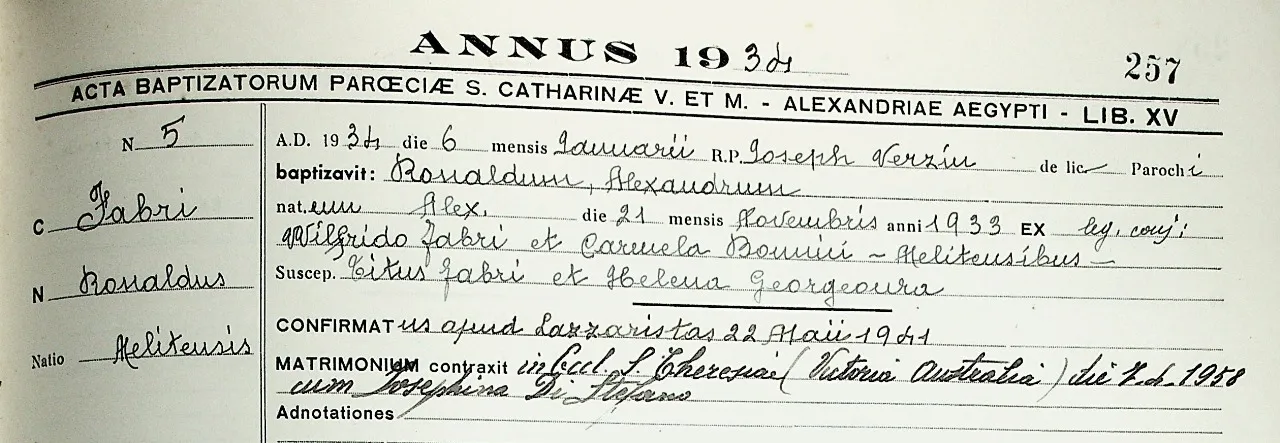 ANNUS 1934
257
ACTA BAPTIZATORUM PARŒCIÆ S. CATHARINÆ V. ET M. - ALEXANDRIAE AEGYPTI - LIB. XV
N 5
C Fabri
N Ronaldus
Natio Melitensis
A.D. 1934 die 6 mensis Januarii R.P. Joseph Verzin de lic. Parochi
baptizavit: Ronaldum, Alexandrum
nat.um Alex. die 21 mensis Novembris anni 1933 EX leg. conj:
Wilfrido Fabri et Carmela Bonnici - Melitensibus -
Suscep. Titus Fabri et Helena Georgeoura
CONFIRMATus apud Lazzaristas 22 Maii 1941
MATRIMONIUM contraxit in Eccl. S. Theresiae (Victoria Australia) die 7.4.1958
cum Josephina Di Stefano
Adnotationes